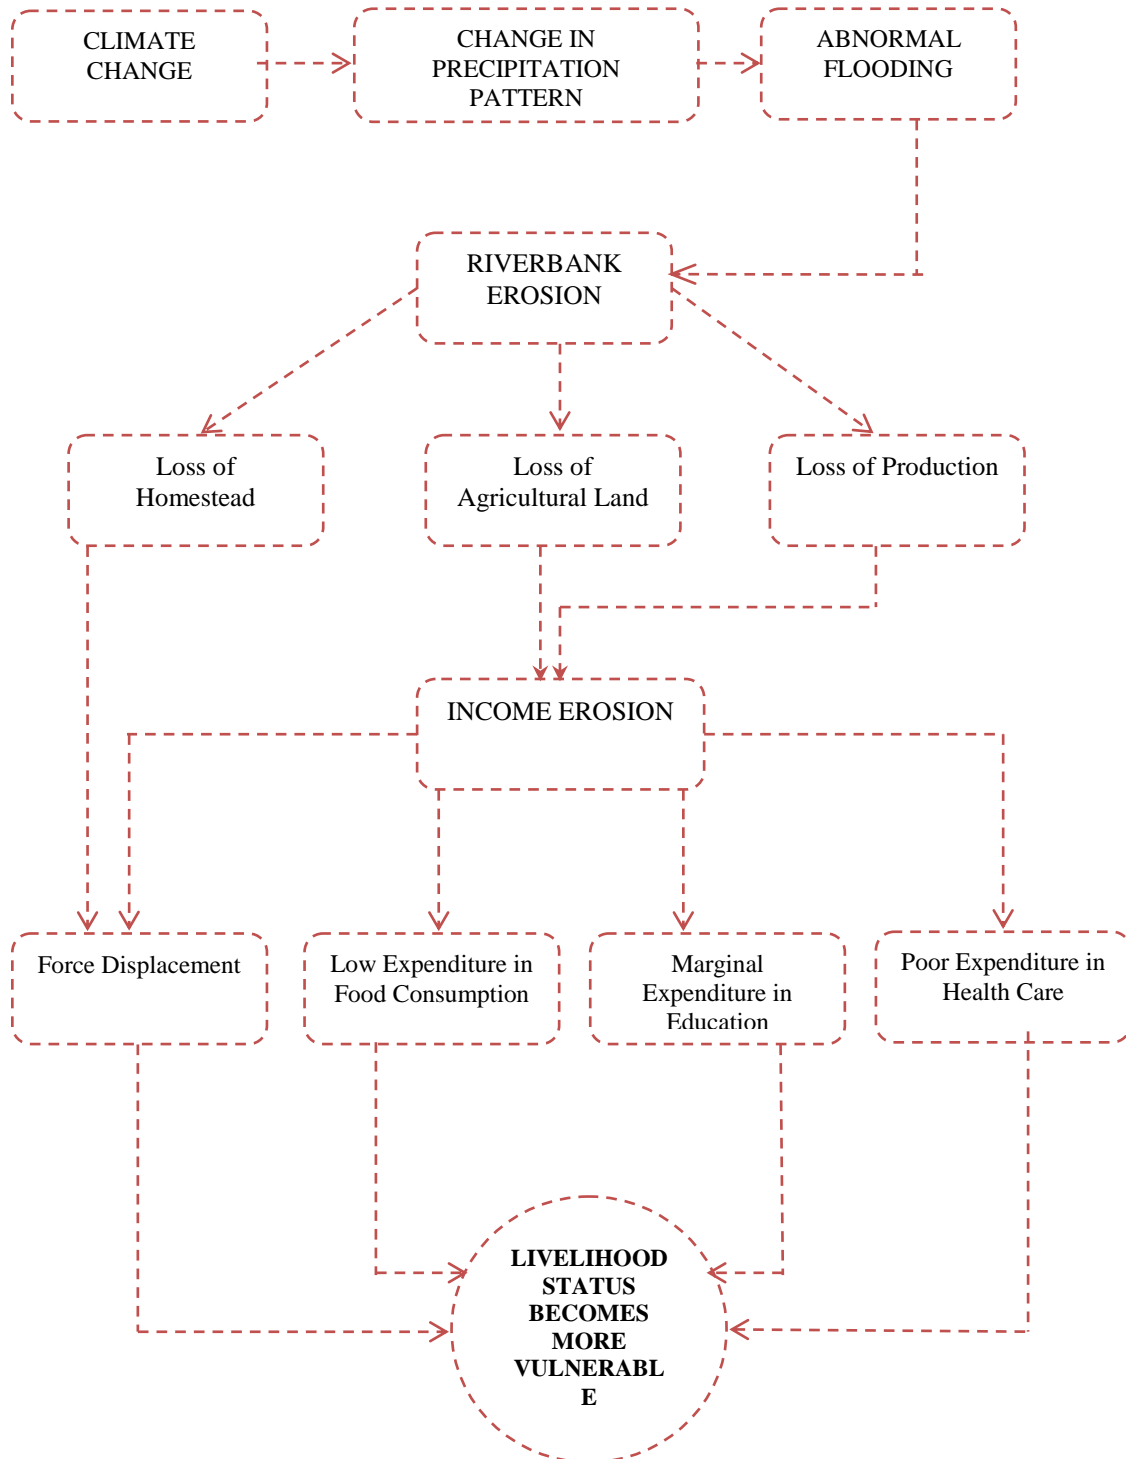 CLIMATE
CHANGE
CHANGE IN
PRECIPITATION
PATTERN
ABNORMAL
FLOODING
RIVERBANK
EROSION
Loss of
Homestead
Loss of
Agricultural Land
Loss of Production
INCOME EROSION
Force Displacement
Low Expenditure in
Food Consumption
Marginal
Expenditure in
Education
Poor Expenditure in
Health Care
LIVELIHOOD
STATUS
BECOMES
MORE
VULNERABL
E